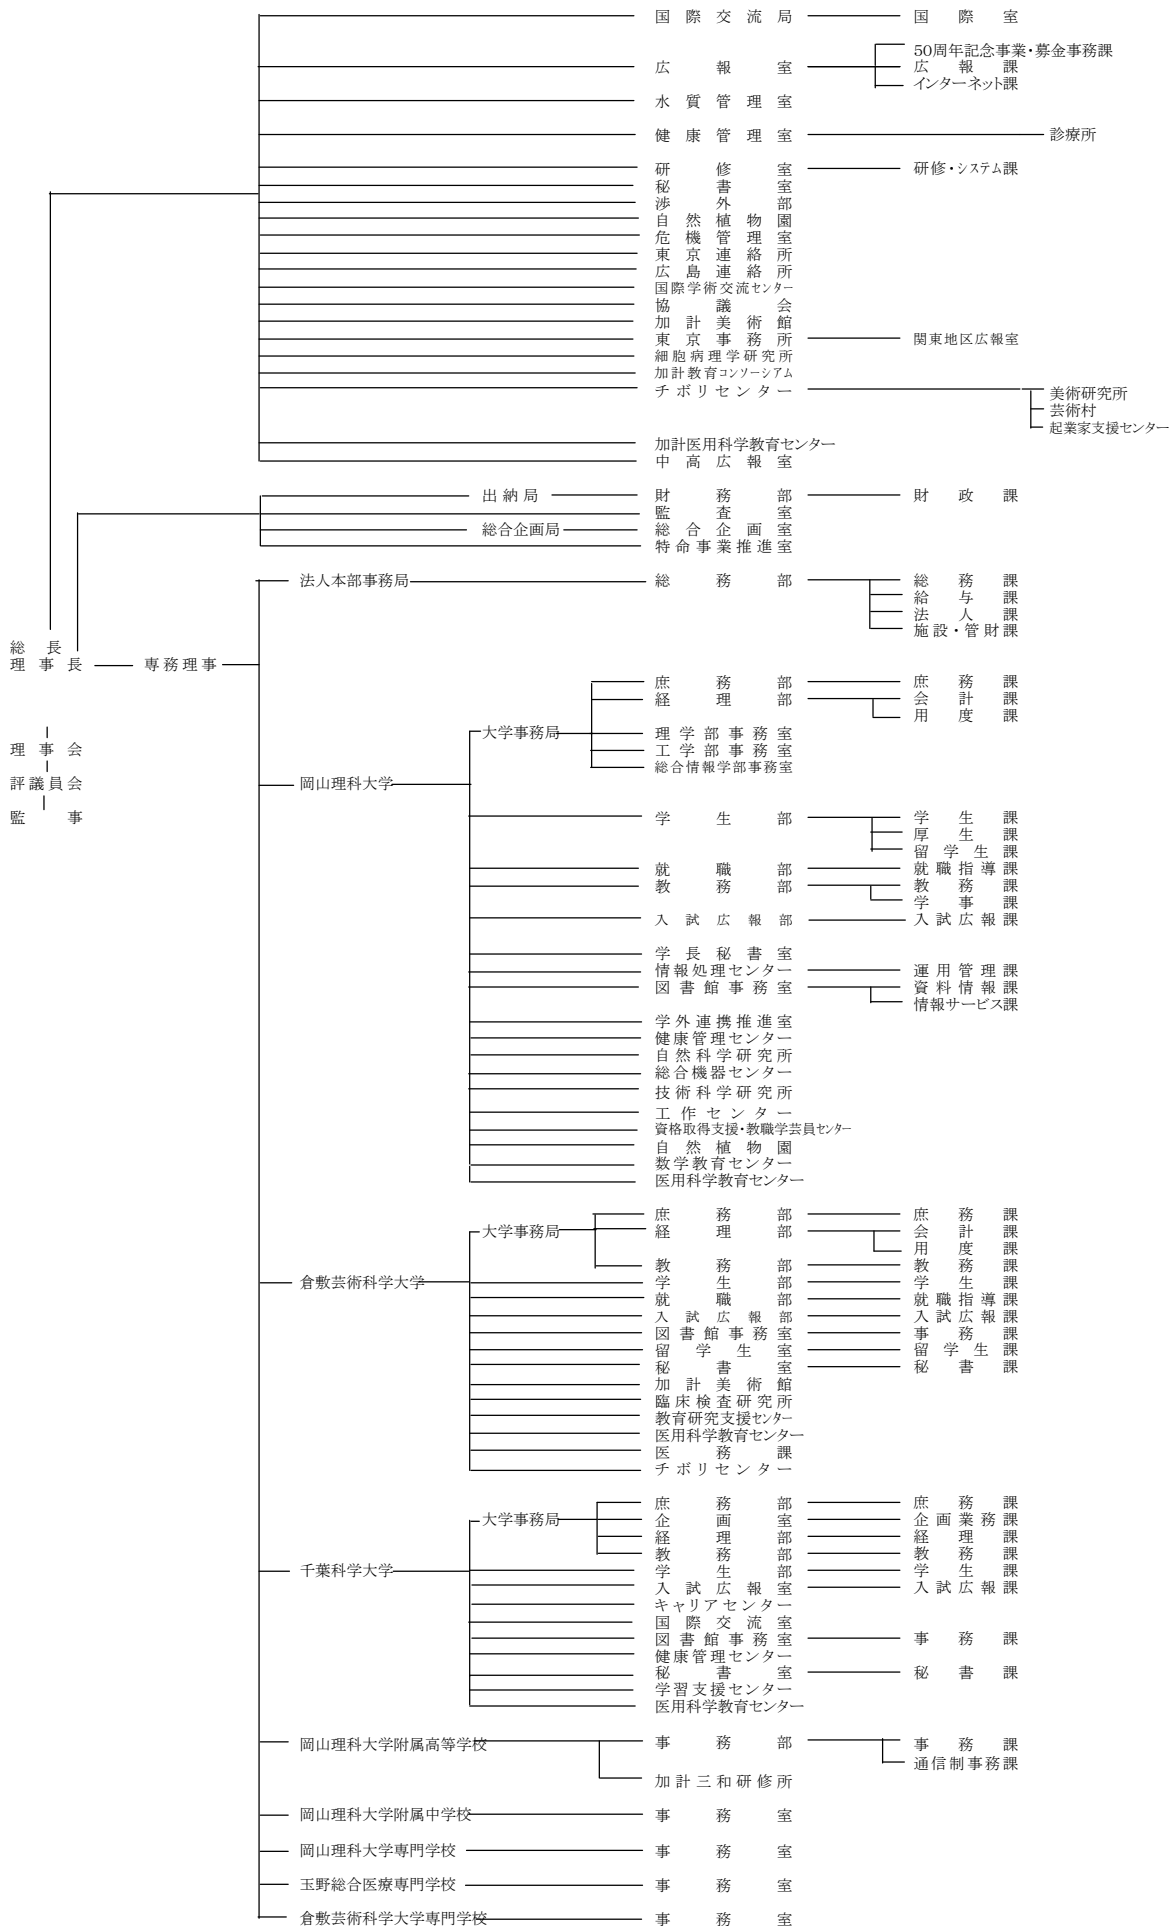 国際交流局 国際室
50周年記念事業・募金事務課
広報室 広報課
インターネット課
水質管理室
健康管理室 診療所
研修室 研修・システム課
秘書室
渉外部
自然植物園
危機管理室
東京連絡所
広島連絡所
国際学術交流センター
協議会
加計美術館
東京事務所 関東地区広報室
細胞病理学研究所
加計教育コンソーシアム
チボリセンター 美術研究所
芸術村
起業家支援センター
加計医用科学教育センター
中高広報室
出納局 財務部 財政課
監査室
総合企画局 総合企画室
特命事業推進室
法人本部事務局 総務部 総務課
給与課
法人課
施設・管財課
総長
理事長 専務理事
庶務部 庶務課
経理部 会計課
用度課
大学事務局 理学部事務室
理事会 工学部事務室
総合情報学部事務室
評議員会 岡山理科大学
監事 学生部 学生課
厚生課
留学生課
就職部 就職指導課
教務部 教務課
学事課
入試広報部 入試広報課
学長秘書室
情報処理センター 運用管理課
図書館事務室 資料情報課
情報サービス課
学外連携推進室
健康管理センター
自然科学研究所
総合機器センター
技術科学研究所
工作センター
資格取得支援・教職学芸員センター
自然植物園
数学教育センター
医用科学教育センター
庶務部 庶務課
大学事務局 経理部 会計課
用度課
教務部 教務課
倉敷芸術科学大学 学生部 学生課
就職部 就職指導課
入試広報部 入試広報課
図書館事務室 事務課
留学生室 留学生課
秘書室 秘書課
加計美術館
臨床検査研究所
教育研究支援センター
医用科学教育センター
医務課
チボリセンター
庶務部 庶務課
大学事務局 企画室 企画業務課
経理部 経理課
教務部 教務課
千葉科学大学 学生部 学生課
入試広報室 入試広報課
キャリアセンター
国際交流室
図書館事務室 事務課
健康管理センター
秘書室 秘書課
学習支援センター
医用科学教育センター
岡山理科大学附属高等学校 事務部 事務課
通信制事務課
加計三和研修所
岡山理科大学附属中学校 事務室
岡山理科大学専門学校 事務室
玉野総合医療専門学校 事務室
倉敷芸術科学大学専門学校 事務室